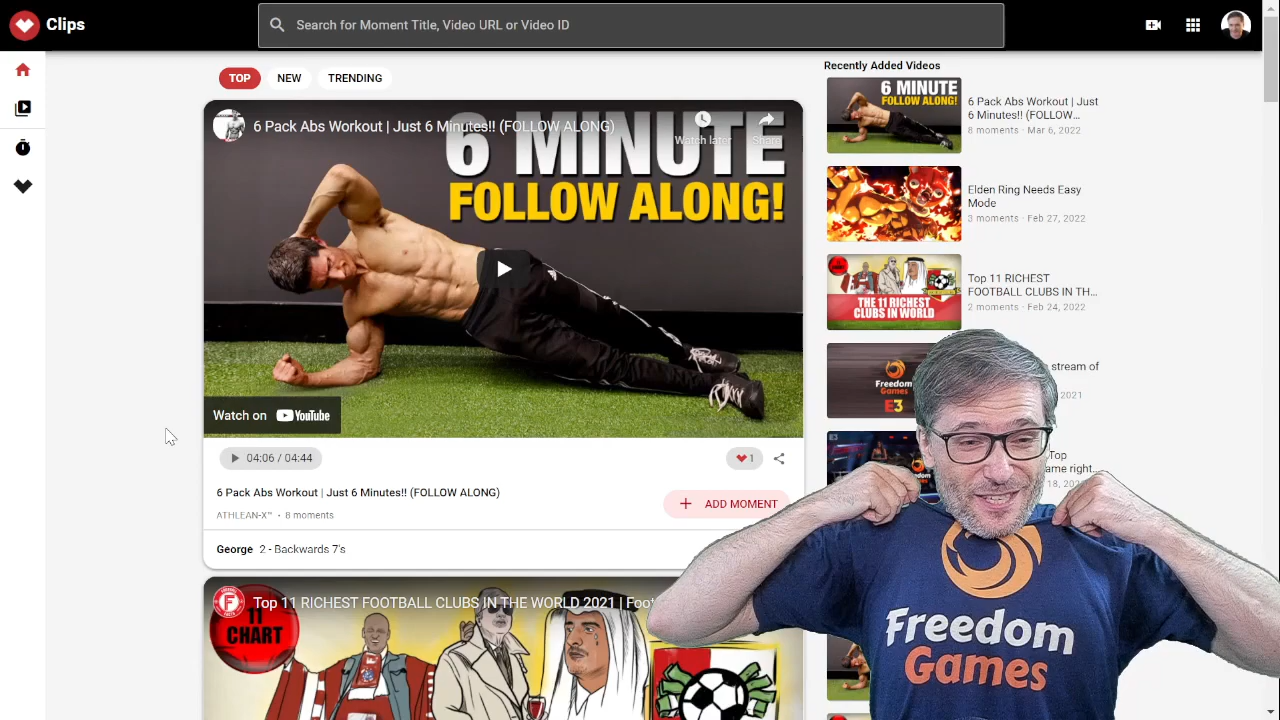 Clips
Search for Moment Title, Video URL or Video ID
TOP
NEW
TRENDING
6 Pack Abs Workout | Just 6 Minutes!! (FOLLOW ALONG)
Watch later
Share
6 MINUTE
FOLLOW ALONG!
Watch on YouTube
04:06 / 04:44
1
6 Pack Abs Workout | Just 6 Minutes!! (FOLLOW ALONG)
ATHLEAN-X™ • 8 moments
ADD MOMENT
George 2 - Backwards 7's
Top 11 RICHEST FOOTBALL CLUBS IN THE WORLD 2021 | Foot
11
CHART
Recently Added Videos
6 MINUTE
FOLLOW ALONG!
6 Pack Abs Workout | Just
6 Minutes!! (FOLLOW...
8 moments · Mar 6, 2022
Elden Ring Needs Easy
Mode
3 moments · Feb 27, 2022
THE 11 RICHEST
CLUBS IN WORLD
Top 11 RICHEST
FOOTBALL CLUBS IN TH...
2 moments · Feb 24, 2022
Freedom
Games
E3
stream of
2021
Top
ame right...
18, 202
Freedom
Games